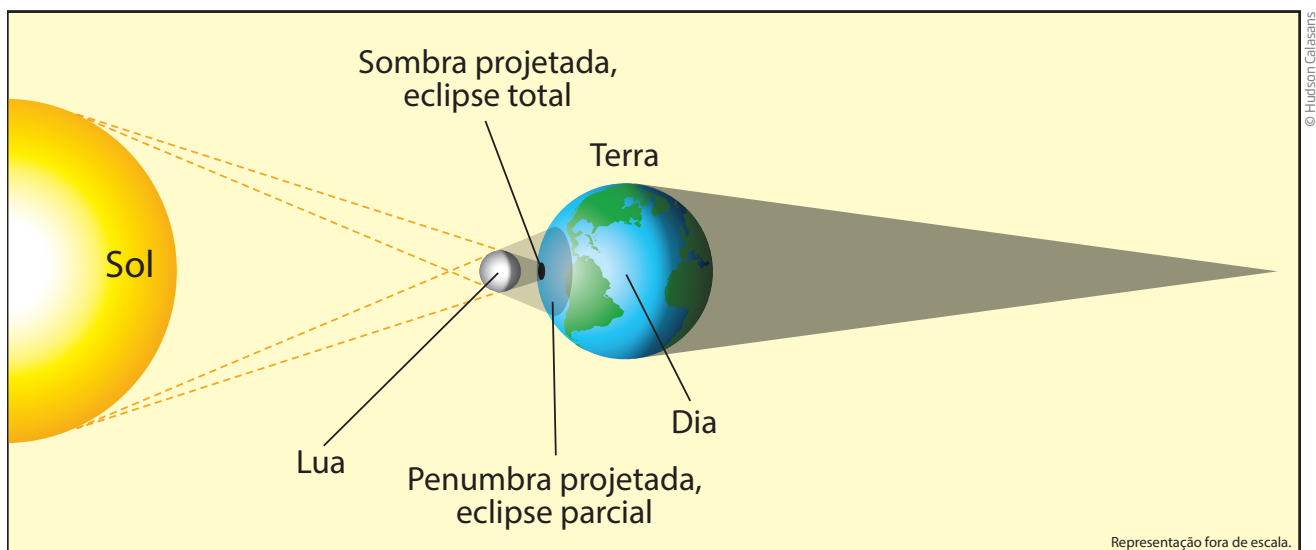 Sombra projetada,
eclipse total
Terra
Sol
Dia
Lua
Penumbra projetada,
eclipse parcial
Representação fora de escala.
© Hudson Calasans